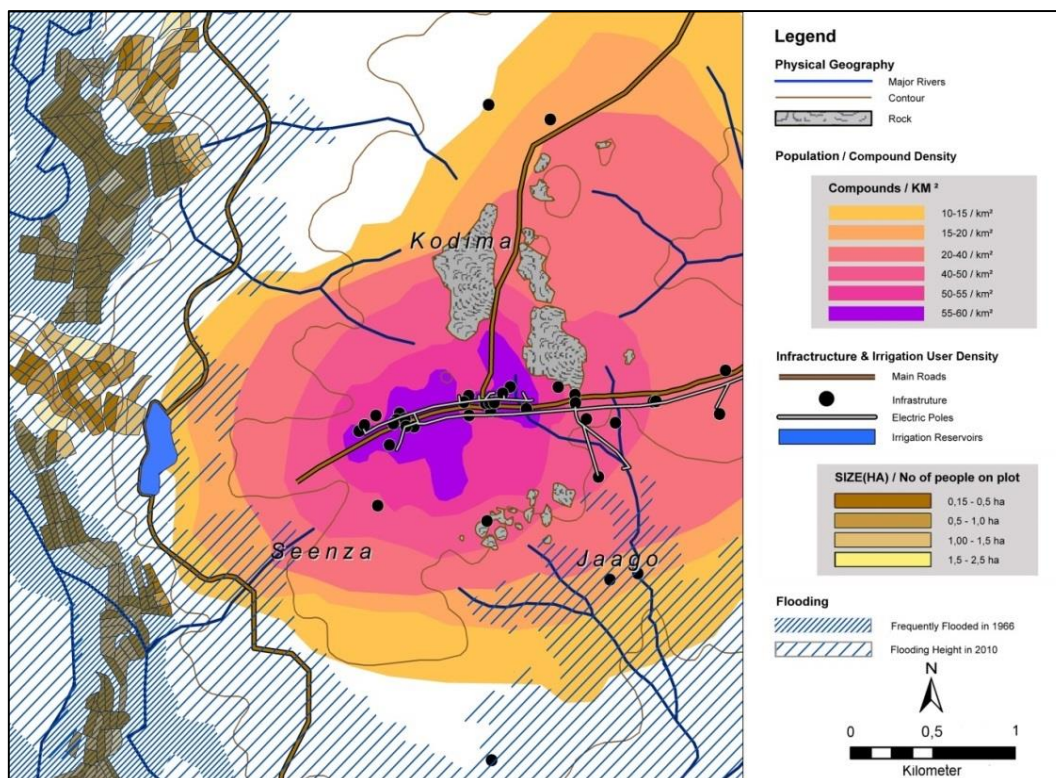 Kodima
Seenza
Jaago
Legend
Physical Geography
Major Rivers
Contour
Rock
Population / Compound Density
Compounds / KM ²
10-15 / km²
15-20 / km²
20-40 / km²
40-50 / km²
50-55 / km²
55-60 / km²
Infrastructure & Irrigation User Density
Main Roads
Infrastruture
Electric Poles
Irrigation Reservoirs
SIZE(HA) / No of people on plot
0,15 - 0,5 ha
0,5 - 1,0 ha
1,00 - 1,5 ha
1,5 - 2,5 ha
Flooding
Frequently Flooded in 1966
Flooding Height in 2010
N
0 0,5 1
Kilometer